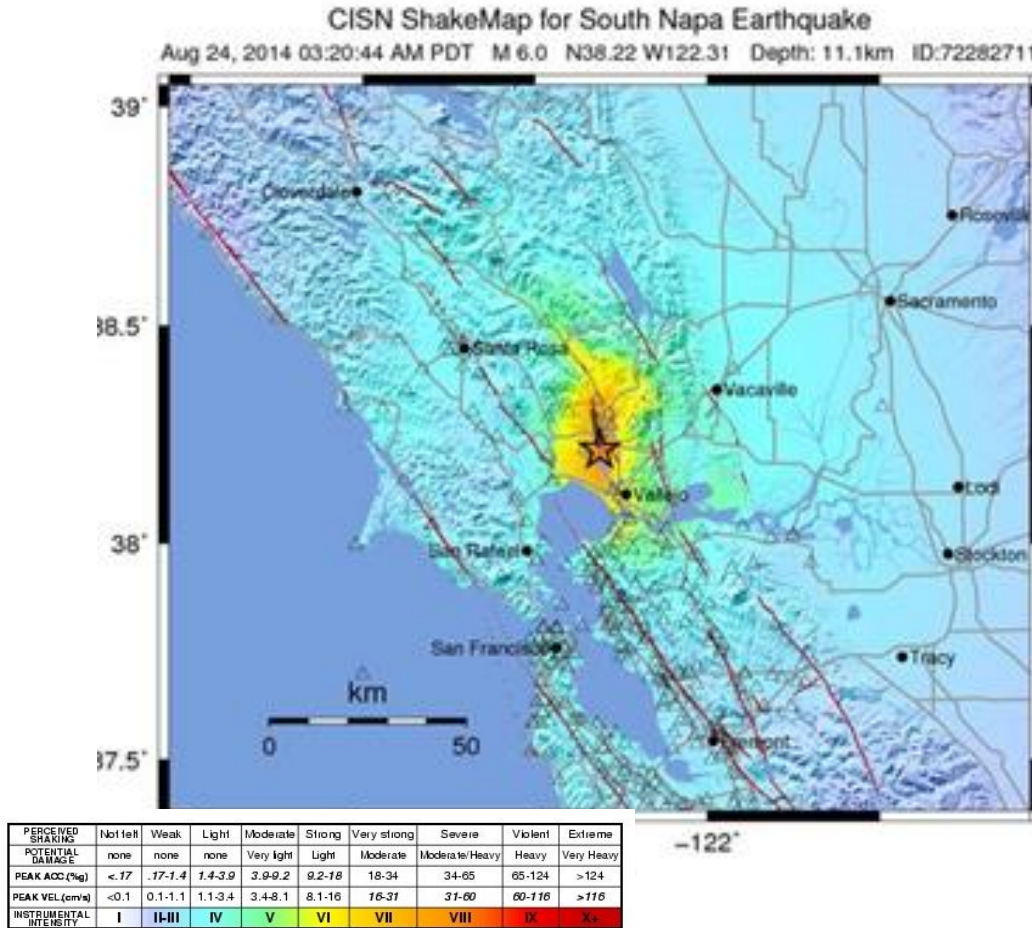 CISN ShakeMap for South Napa Earthquake
Aug 24, 2014 03:20:44 AM PDT M 6.0 N38.22 W122.31 Depth: 11.1km ID:72282711
39°
Cloverdale
Rosevill
Sacramento
38.5°
Santa Rosa
Vacaville
Vallejo
Lodi
38°
San Rafael
Stockton
San Francisco
Tracy
km
0 50
Fremont
37.5°
-122°
PERCEIVED SHAKING Not felt Weak Light Moderate Strong Very strong Severe Violent Extreme
POTENTIAL DAMAGE none none none Very light Light Moderate Moderate/Heavy Heavy Very Heavy
PEAK ACC.(%g) <.17 .17-1.4 1.4-3.9 3.9-9.2 9.2-18 18-34 34-65 65-124 >124
PEAK VEL.(cm/s) <0.1 0.1-1.1 1.1-3.4 3.4-8.1 8.1-16 16-31 31-60 60-116 >116
INSTRUMENTAL INTENSITY I II-III IV V VI VII VIII IX X+